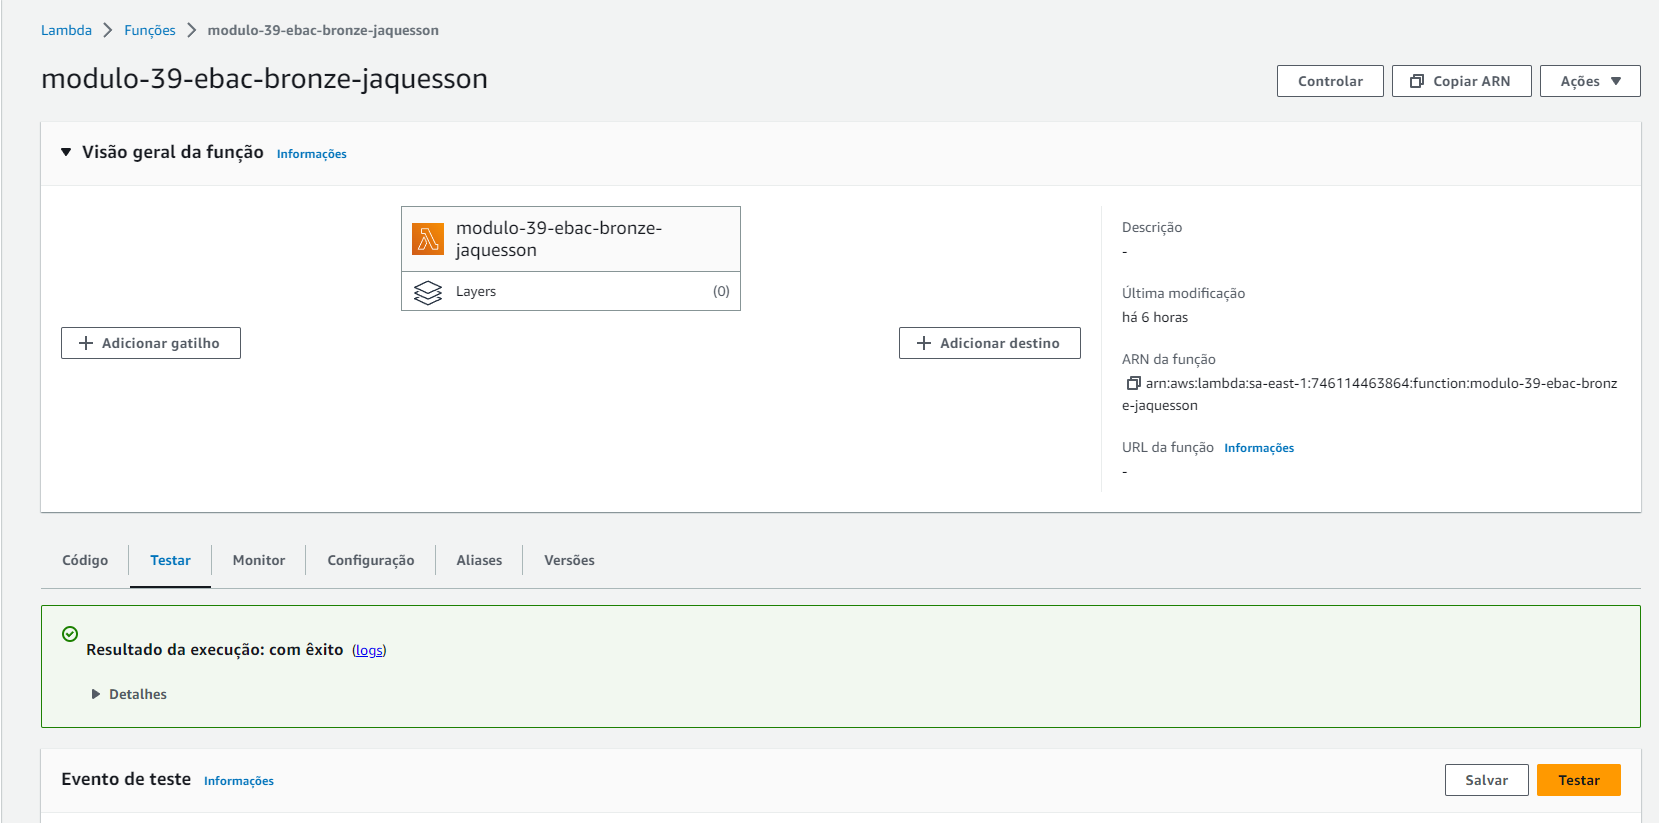 Lambda > Funções > modulo-39-ebac-bronze-jaquesson
modulo-39-ebac-bronze-jaquesson
Controlar
Copiar ARN
Ações
Visão geral da função Informações
modulo-39-ebac-bronze-
jaquesson
Layers (0)
Adicionar gatilho
Adicionar destino
Descrição
-
Última modificação
há 6 horas
ARN da função
arn:aws:lambda:sa-east-1:746114463864:function:modulo-39-ebac-bronz
e-jaquesson
URL da função Informações
-
Código
Testar
Monitor
Configuração
Aliases
Versões
Resultado da execução: com êxito (logs)
Detalhes
Evento de teste Informações
Salvar
Testar